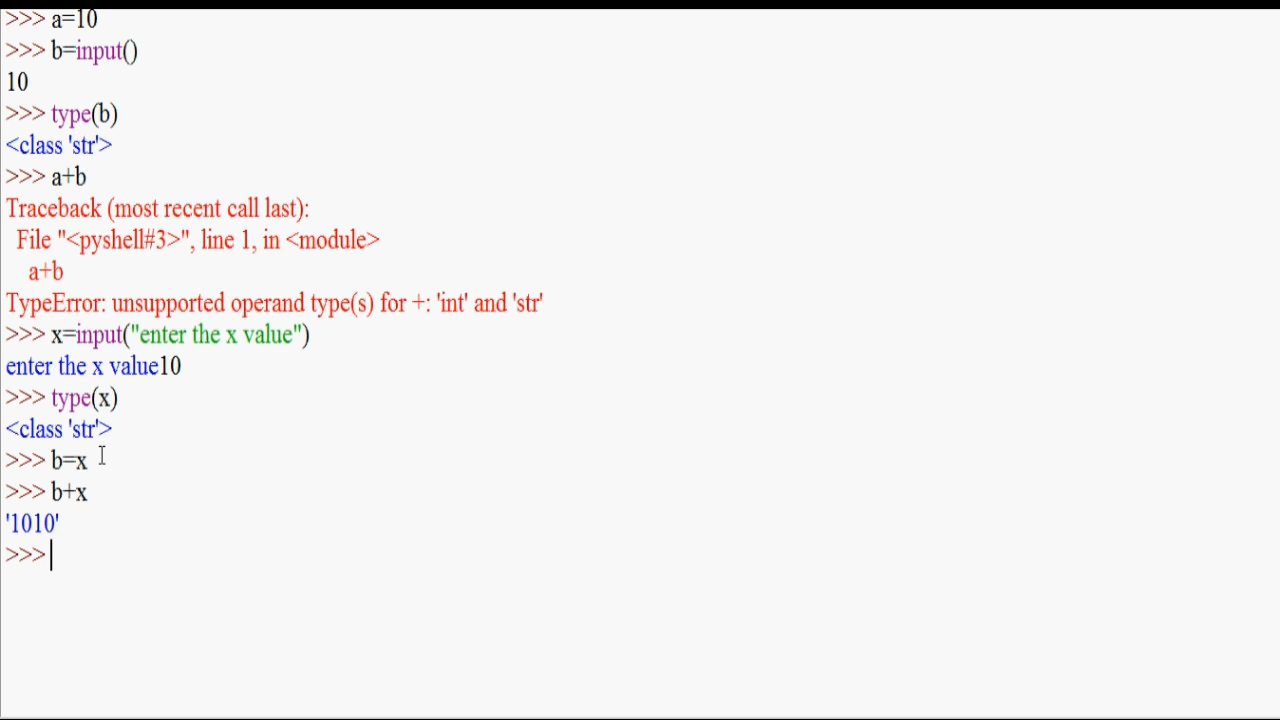 >>> a=10
>>> b=input()
10
>>> type(b)
<class 'str'>
>>> a+b
Traceback (most recent call last):
  File "<pyshell#3>", line 1, in <module>
    a+b
TypeError: unsupported operand type(s) for +: 'int' and 'str'
>>> x=input("enter the x value")
enter the x value10
>>> type(x)
<class 'str'>
>>> b=x
>>> b+x
'1010'
>>>